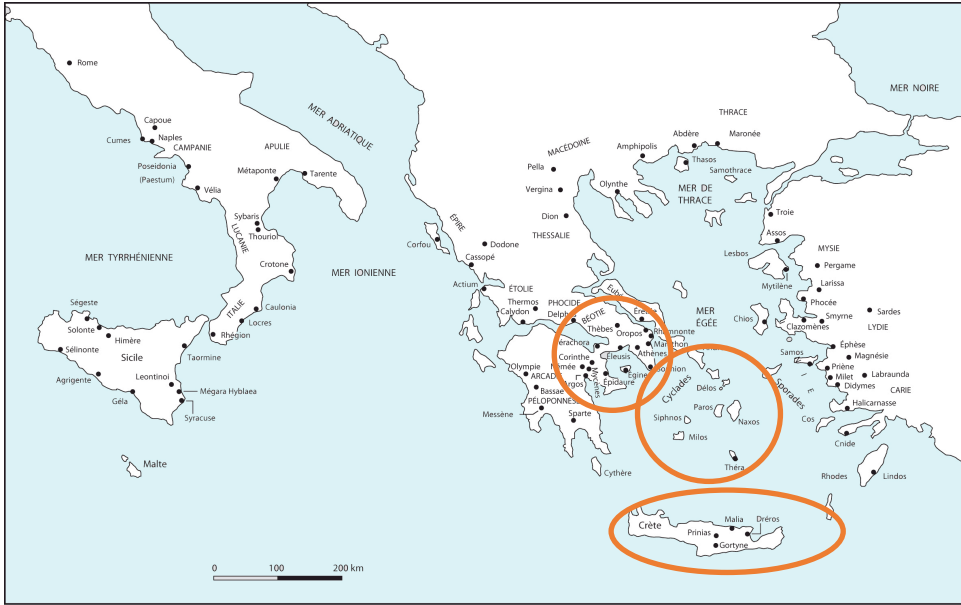 Rome
MER NOIRE
MER ADRIATIQUE
THRACE
Capoue
Cumes
Naples
CAMPANIE
APULIE
Abdère
Maronée
MACÉDOINE
Amphipolis
Poseidonia
(Paestum)
Métaponte
Tarente
Pella
Thasos
Samothrace
Vélia
Vergina
Olynthe
MER DE
THRACE
Sybaris
Thourioi
LUCANIE
ÉPIRE
Dion
Troie
Corfou
Dodone
THESSALIE
Assos
MER TYRRHÉNIENNE
Crotone
MER IONIENNE
Cassopé
Lesbos
MYSIE
Pergame
Actium
ÉTOLIE
Mytilène
Larissa
ITALIE
Caulonia
Thermos
Calydon
PHOCIDE
BÉOTIE
MER
ÉGÉE
Chios
Phocée
Smyrne
Clazomènes
Sardes
LYDIE
Ségeste
Solonte
Himère
Locres
Rhégion
Thèbes
Oropos
Rhamnonte
Marathon
Sélinonte
Sicile
Taormine
Corinthe
Éleusis
Athènes
Samos
Éphèse
Magnésie
Agrigente
Leontinoi
Olympie
Némée
ARCADIE
Argos
Mycènes
Épidaure
Égine
Priène
Milet
Labraunda
Didymes
CARIE
Mégara Hyblaea
Bassae
Cyclades
Délos
Sporades
Géla
Syracuse
PÉLOPONNÈSE
Messène
Sparte
Siphnos
Paros
Naxos
Halicarnasse
Cos
Milos
Cnide
Malte
Cythère
Théra
Rhodes
Lindos
Crète
Malia
Dréros
Prinias
Gortyne
0 100 200 km